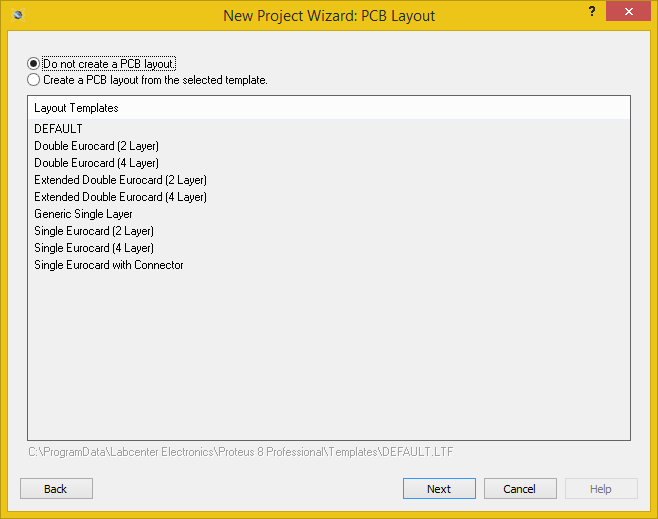 New Project Wizard: PCB Layout
?
Do not create a PCB layout.
Create a PCB layout from the selected template.
Layout Templates
DEFAULT
Double Eurocard (2 Layer)
Double Eurocard (4 Layer)
Extended Double Eurocard (2 Layer)
Extended Double Eurocard (4 Layer)
Generic Single Layer
Single Eurocard (2 Layer)
Single Eurocard (4 Layer)
Single Eurocard with Connector
C:\ProgramData\Labcenter Electronics\Proteus 8 Professional\Templates\DEFAULT.LTF
Back Next Cancel Help